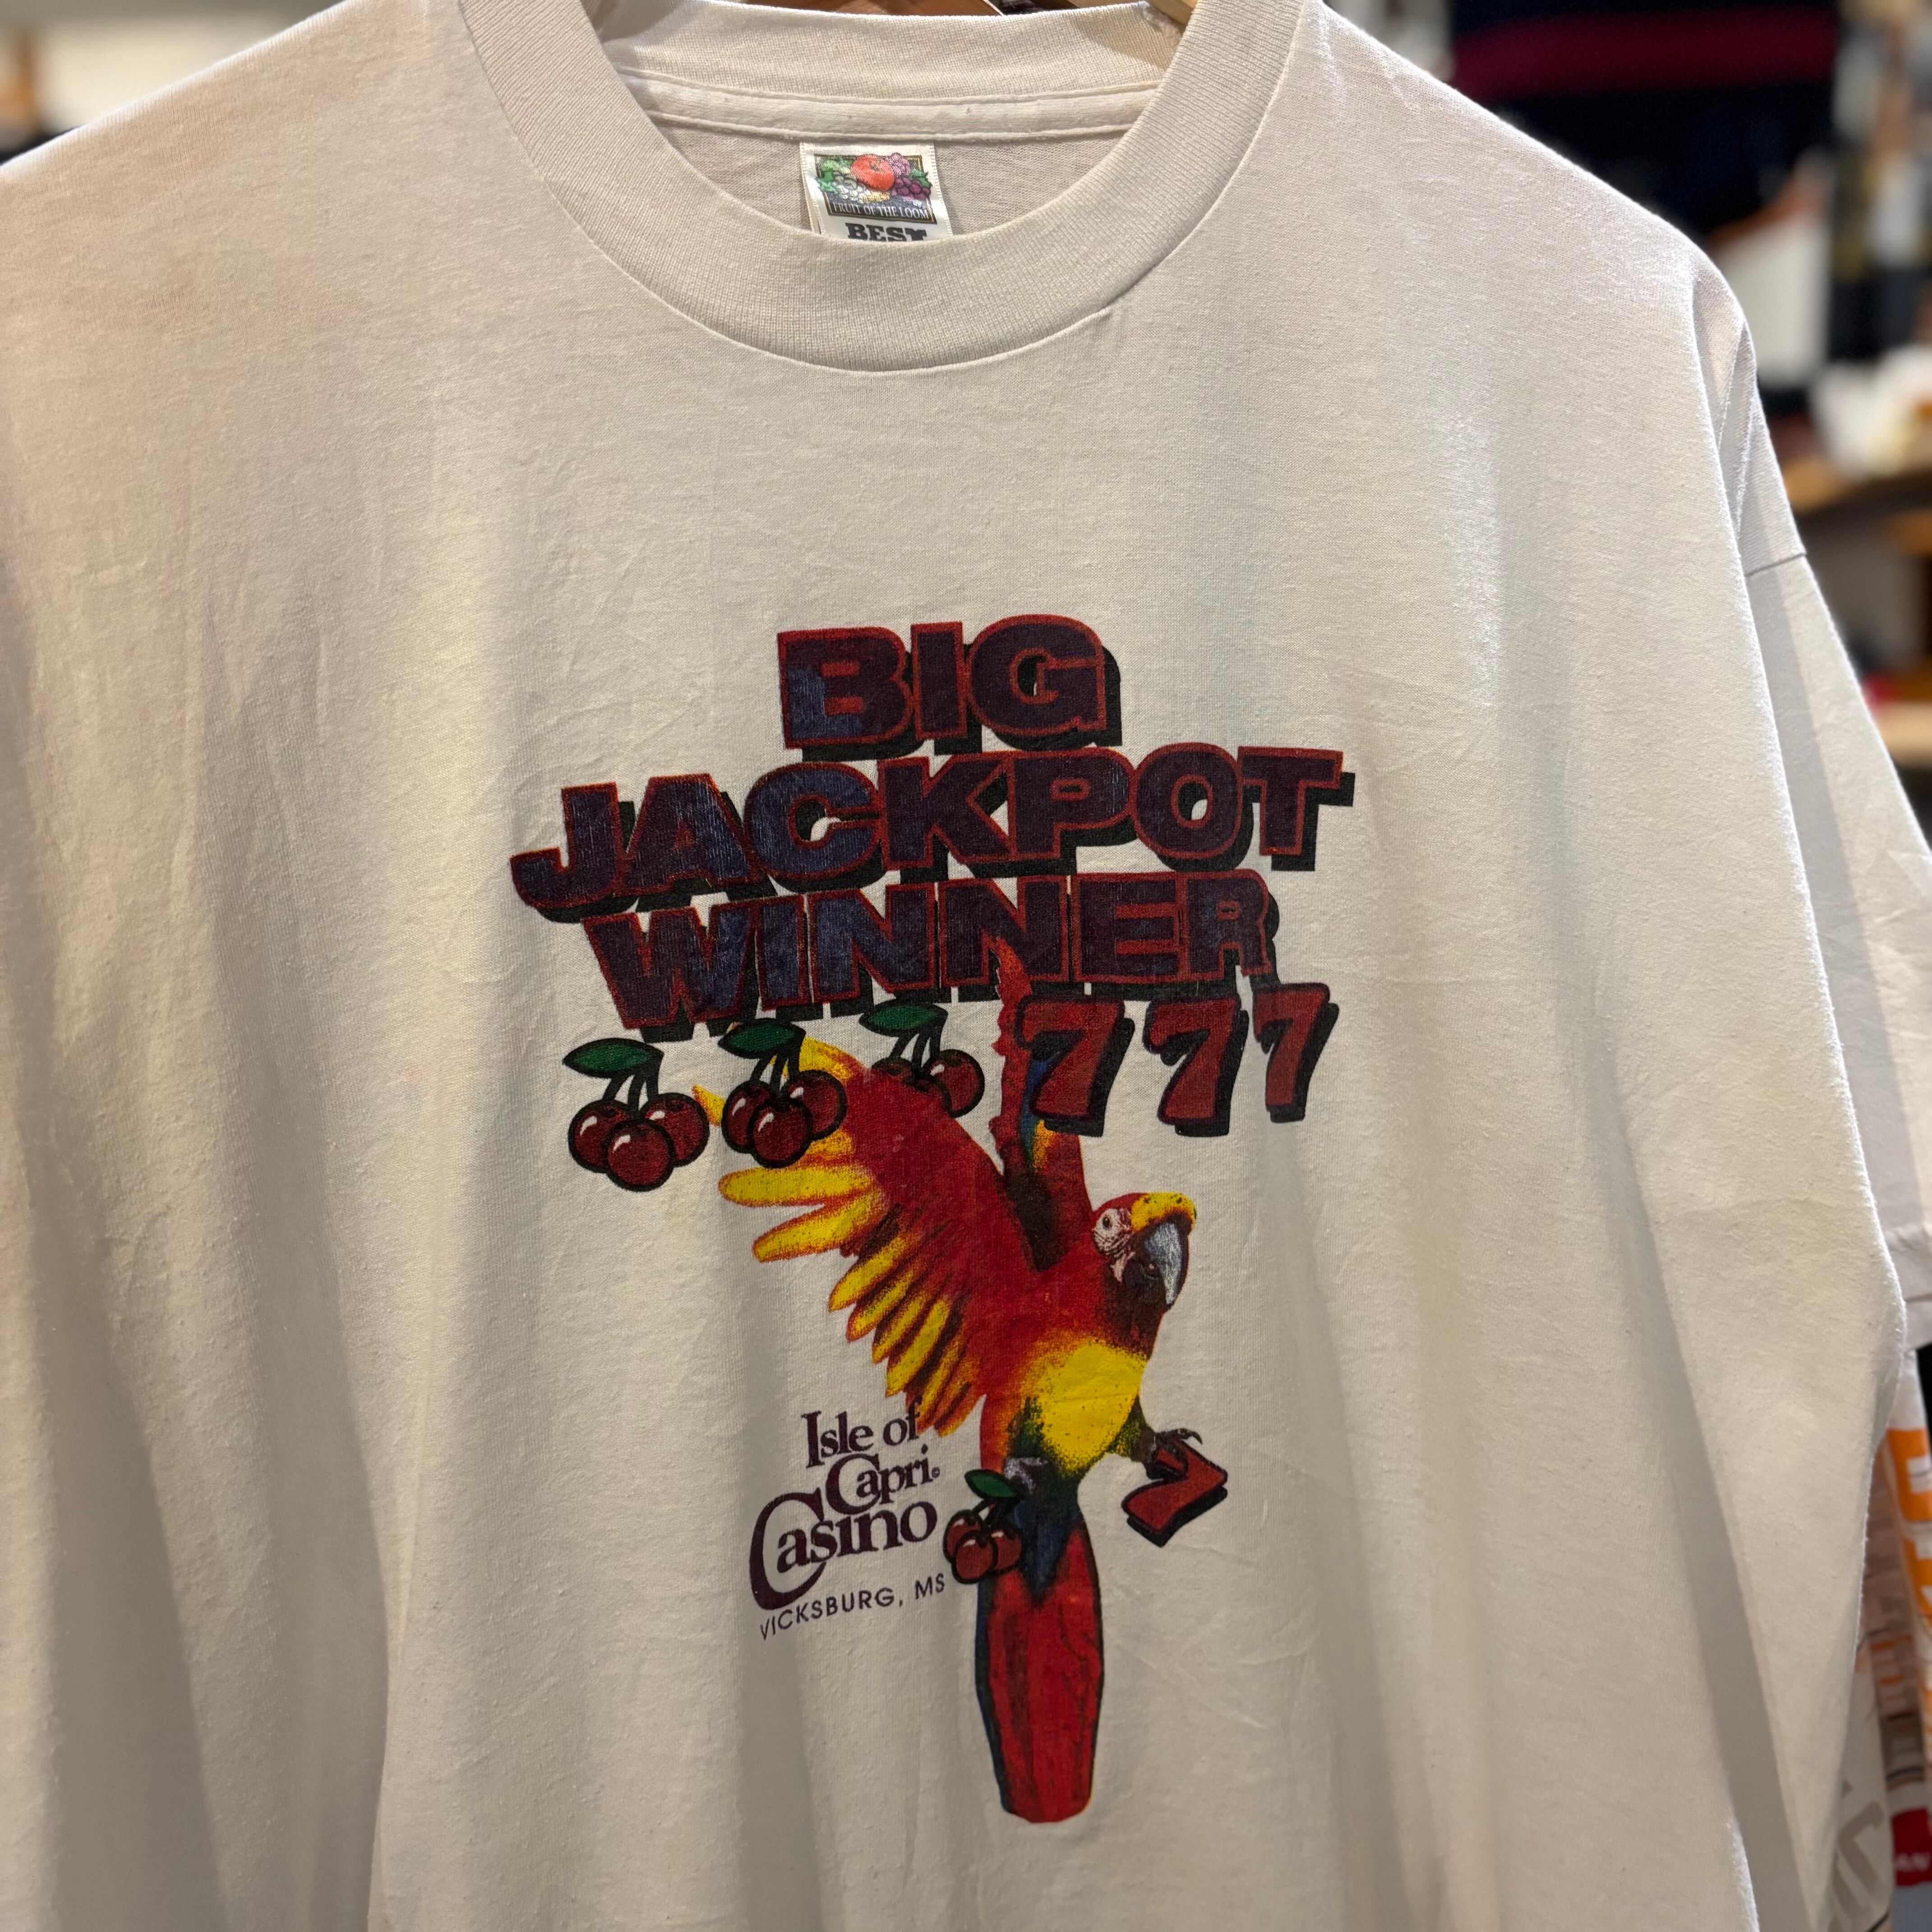 FRUIT OF THE LOOM
BEST
BIG
JACKPOT
WINNER
777
Isle of
Capri
Casino
VICKSBURG, MS